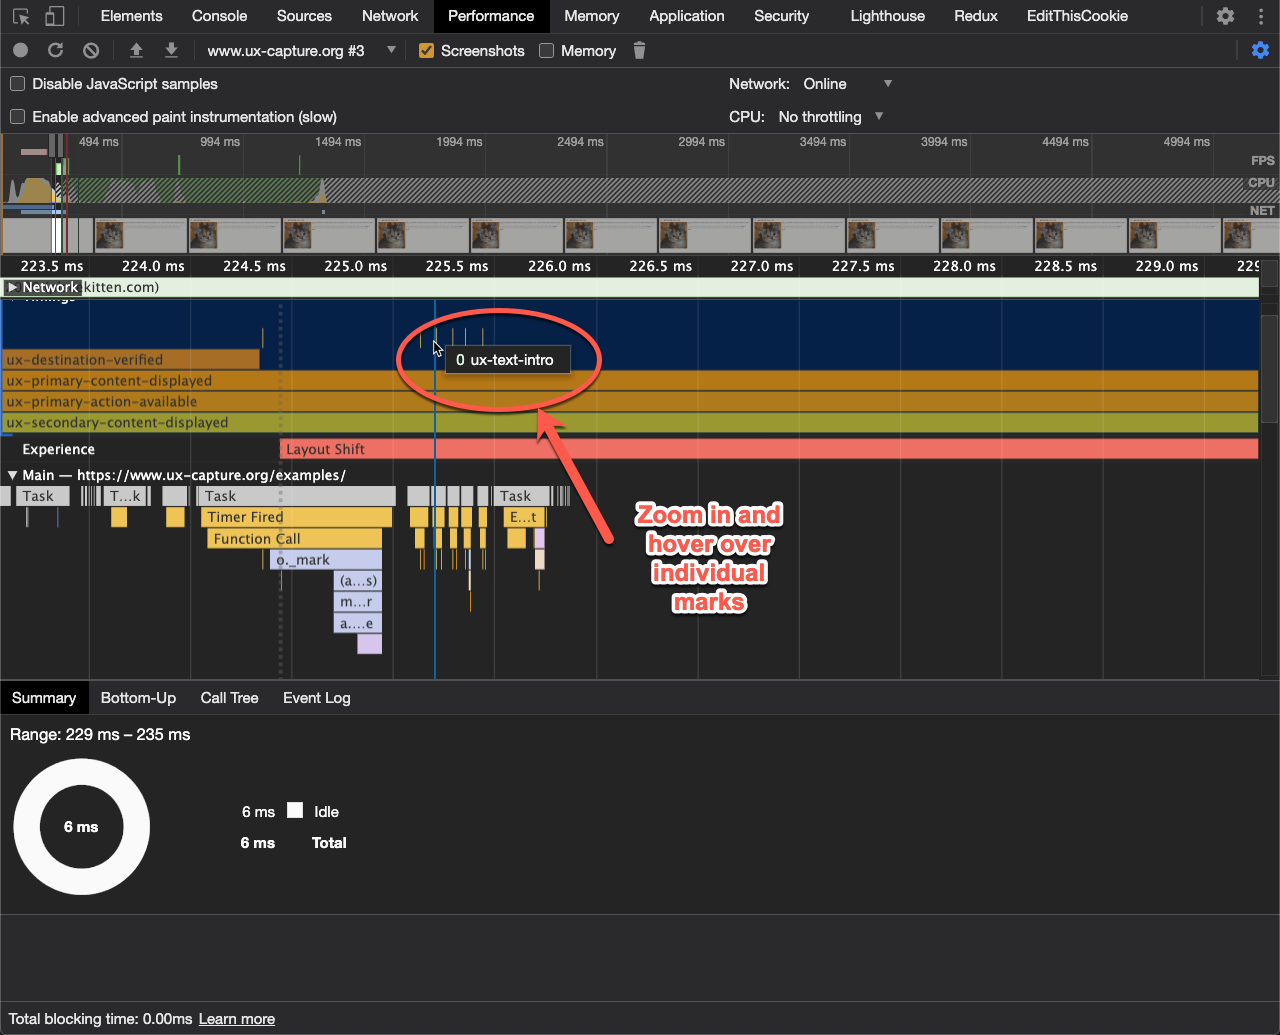 Elements Console Sources Network Performance Memory Application Security Lighthouse Redux EditThisCookie
www.ux-capture.org #3 Screenshots Memory
Disable JavaScript samples Network: Online
Enable advanced paint instrumentation (slow) CPU: No throttling
494 ms 994 ms 1494 ms 1994 ms 2494 ms 2994 ms 3494 ms 3994 ms 4494 ms 4994 ms
FPS
CPU
NET
223.5 ms 224.0 ms 224.5 ms 225.0 ms 225.5 ms 226.0 ms 226.5 ms 227.0 ms 227.5 ms 228.0 ms 228.5 ms 229.0 ms 229
Network kitten.com)
Timings
0 ux-text-intro
ux-destination-verified
ux-primary-content-displayed
ux-primary-action-available
ux-secondary-content-displayed
Experience Layout Shift
Main — https://www.ux-capture.org/examples/
Task T...k Task Task
Timer Fired E...t
Function Call
o._mark
(a...s)
m...r
a....e
Zoom in and
hover over
individual
marks
Summary Bottom-Up Call Tree Event Log
Range: 229 ms – 235 ms
6 ms
6 ms Idle
6 ms Total
Total blocking time: 0.00ms Learn more